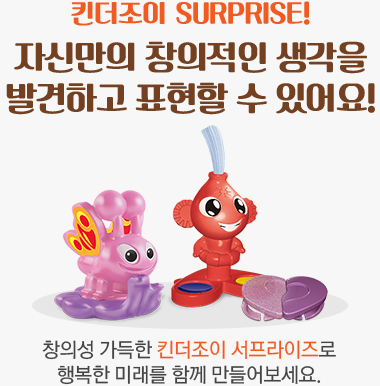 킨더조이 SURPRISE!
자신만의 창의적인 생각을
발견하고 표현할 수 있어요!
창의성 가득한 킨더조이 서프라이즈로
행복한 미래를 함께 만들어보세요.